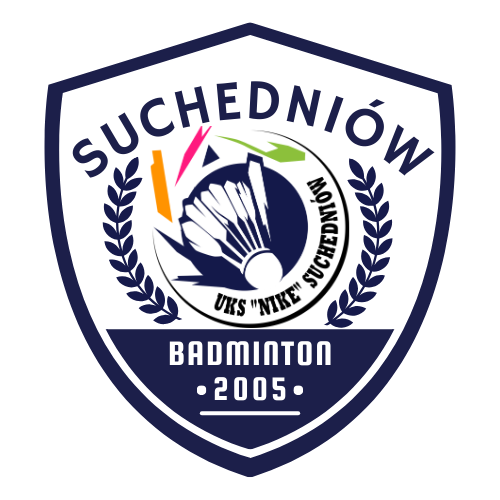 SUCHEDNIÓW
UKS "NIKE" SUCHEDNIÓW
BADMINTON
•2005•